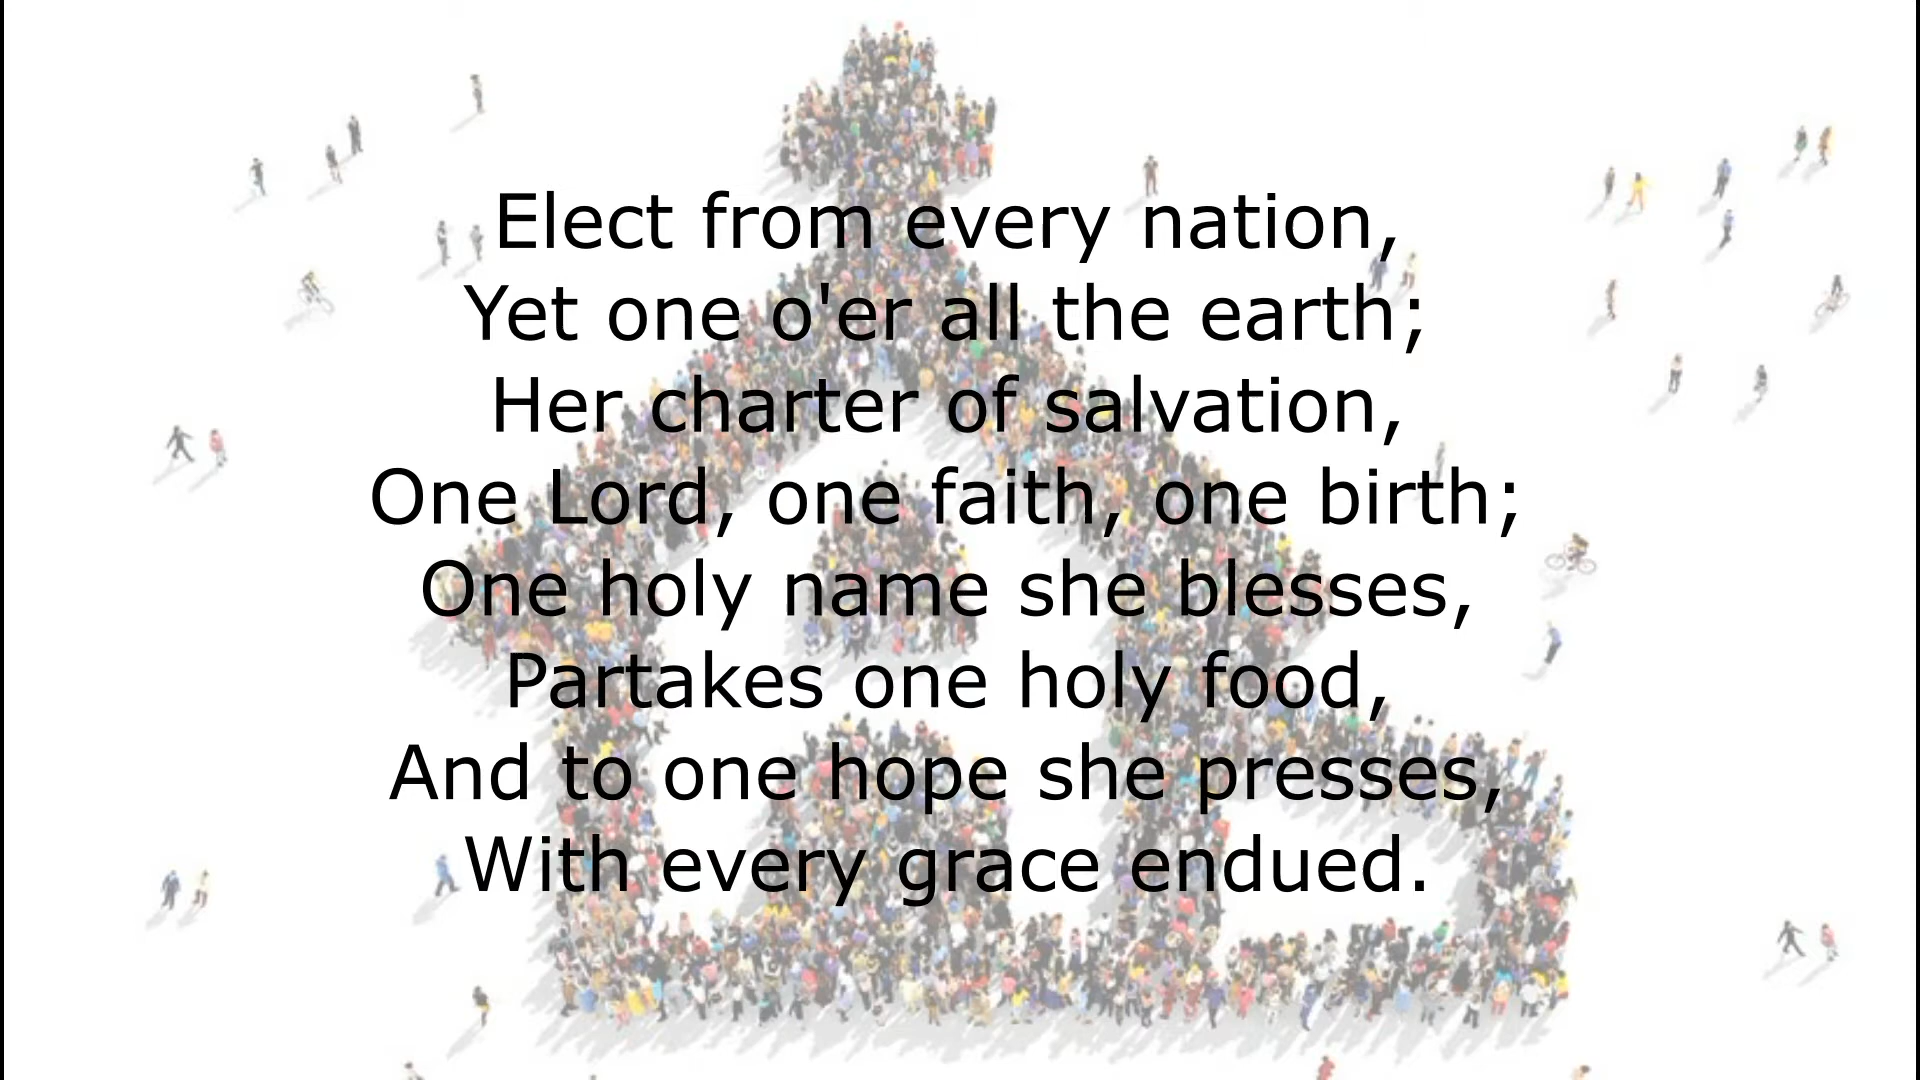 Elect from every nation,
Yet one o'er all the earth;
Her charter of salvation,
One Lord, one faith, one birth;
One holy name she blesses,
Partakes one holy food,
And to one hope she presses,
With every grace endued.